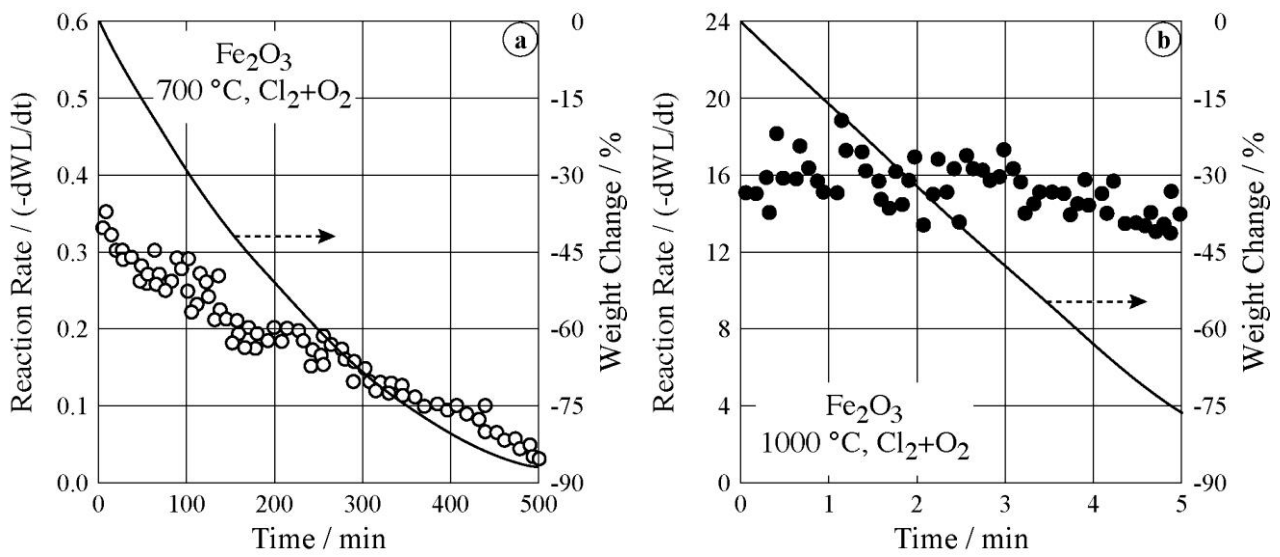 0.6
0.5
0.4
0.3
0.2
0.1
0.0
Reaction Rate / (-dWL/dt)
Fe₂O₃
700 °C, Cl₂+O₂
a
0
-15
-30
-45
-60
-75
-90
Weight Change / %
0 100 200 300 400 500
Time / min
24
20
16
12
8
4
0
Reaction Rate / (-dWL/dt)
b
Fe₂O₃
1000 °C, Cl₂+O₂
0
-15
-30
-45
-60
-75
-90
Weight Change / %
0 1 2 3 4 5
Time / min